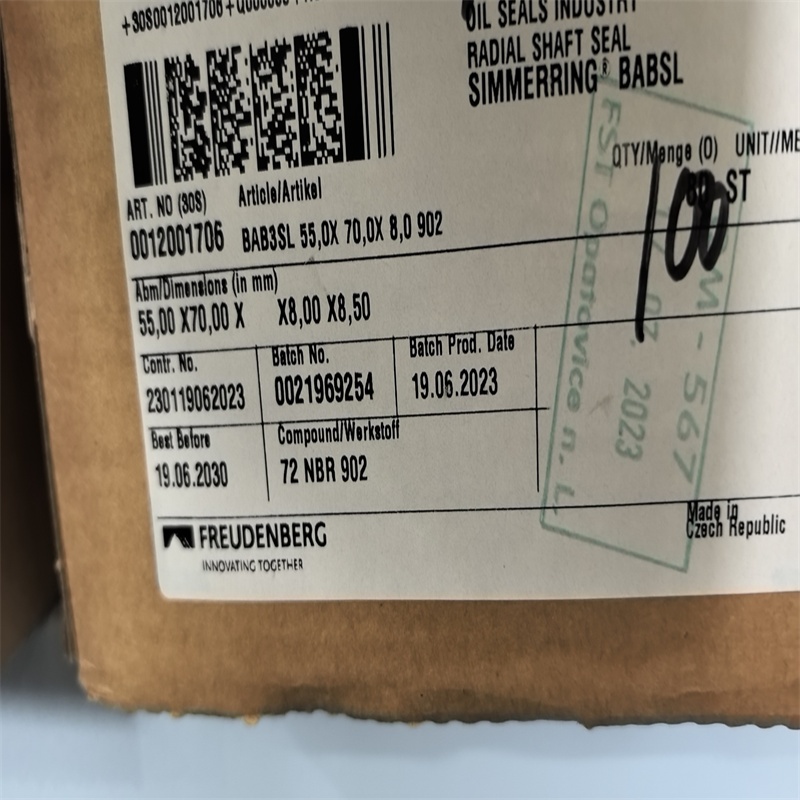 +30S0012001706+Q000080
OIL SEALS INDUSTRY
RADIAL SHAFT SEAL
SIMMERRING® BABSL
QTY/Menge (Q) UNIT//ME
ST
100
ART. NO (30S) Article/Artikel
0012001706 BAB3SL 55,0X 70,0X 8,0 902
Abm/Dimensions (in mm)
55,00 X70,00 X X8,00 X8,50
Contr. No. Batch No. Batch Prod. Date
230119062023 0021969254 19.06.2023
Best Before Compound/Werkstoff
19.06.2030 72 NBR 902
FREUDENBERG
INNOVATING TOGETHER
Made in
Czech Republic
FST Opatovice n. L.
07. 2023
M - 567